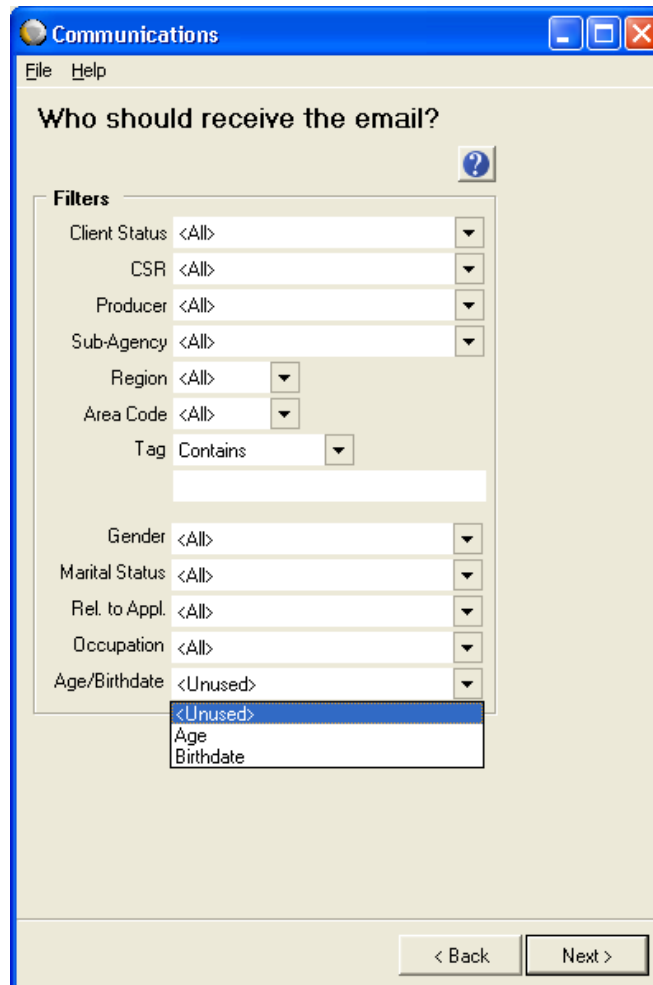 Communications
File Help
Who should receive the email?
Filters
Client Status <All>
CSR <All>
Producer <All>
Sub-Agency <All>
Region <All>
Area Code <All>
Tag Contains
Gender <All>
Marital Status <All>
Rel. to Appl. <All>
Occupation <All>
Age/Birthdate <Unused>
<Unused>
Age
Birthdate
< Back Next >